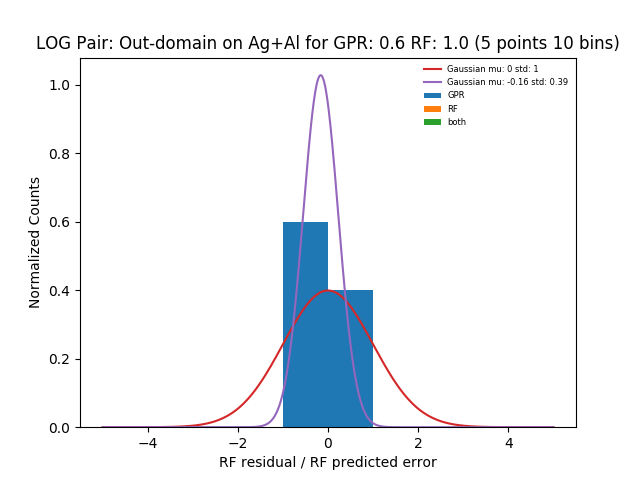 LOG Pair: Out-domain on Ag+Al for GPR: 0.6 RF: 1.0 (5 points 10 bins)
Gaussian mu: 0 std: 1
Gaussian mu: -0.16 std: 0.39
GPR
RF
both
Normalized Counts
1.0
0.8
0.6
0.4
0.2
0.0
−4
−2
0
2
4
RF residual / RF predicted error